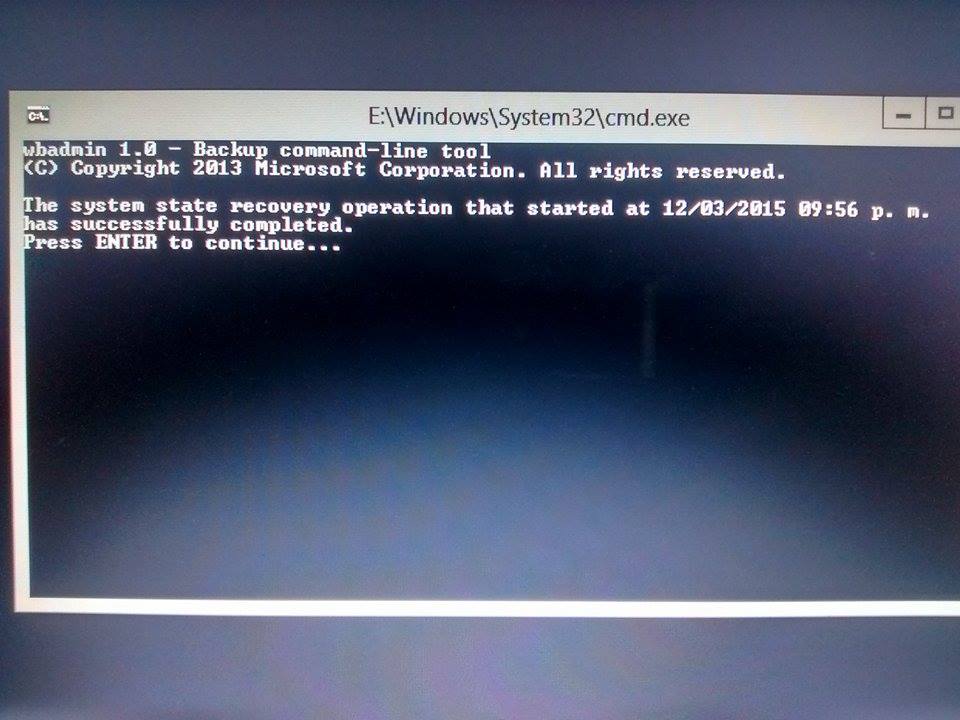 E:\Windows\System32\cmd.exe
wbadmin 1.0 - Backup command-line tool
(C) Copyright 2013 Microsoft Corporation. All rights reserved.
The system state recovery operation that started at 12/03/2015 09:56 p. m.
has successfully completed.
Press ENTER to continue...